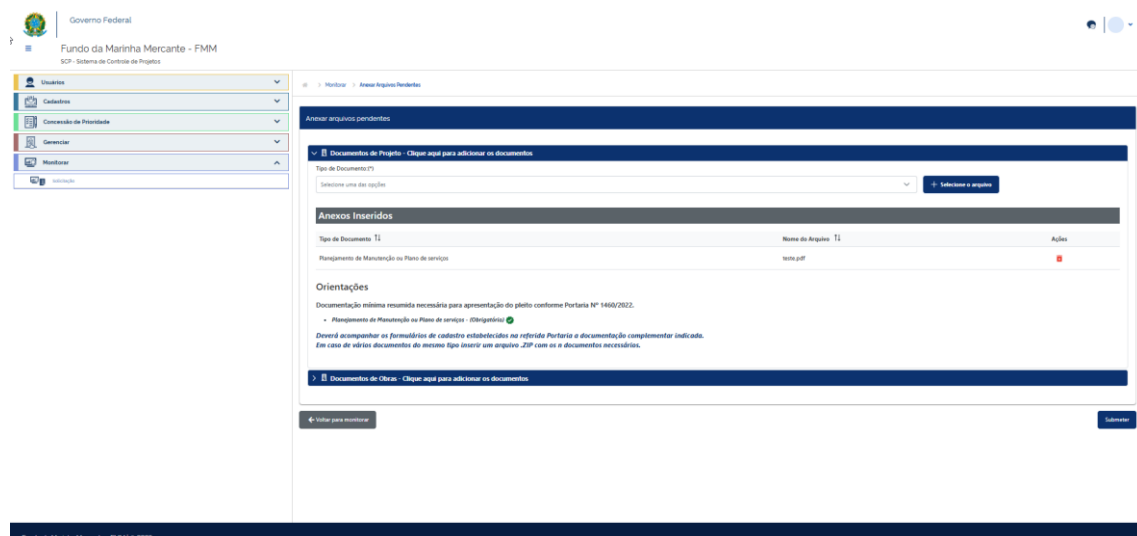 Governo Federal
Fundo da Marinha Mercante - FMM
SCP - Sistema de Controle de Projetos
Usuários
Cadastros
Concessão de Prioridade
Gerenciar
Monitorar
Solicitação
> Monitorar > Anexar Arquivos Pendentes
Anexar arquivos pendentes
Documentos de Projeto - Clique aqui para adicionar os documentos
Tipo de Documento:(*)
Selecione uma das opções
+ Selecione o arquivo
Anexos Inseridos
Tipo de Documento Nome do Arquivo Ações
Planejamento de Manutenção ou Plano de serviços teste.pdf
Orientações
Documentação mínima resumida necessária para apresentação do pleito conforme Portaria Nº 1460/2022.
• Planejamento de Manutenção ou Plano de serviços - (Obrigatório)
Deverá acompanhar os formulários de cadastro estabelecidos na referida Portaria a documentação complementar indicada.
Em caso de vários documentos do mesmo tipo inserir um arquivo .ZIP com os n documentos necessários.
Documentos de Obras - Clique aqui para adicionar os documentos
Voltar para monitorar
Submeter